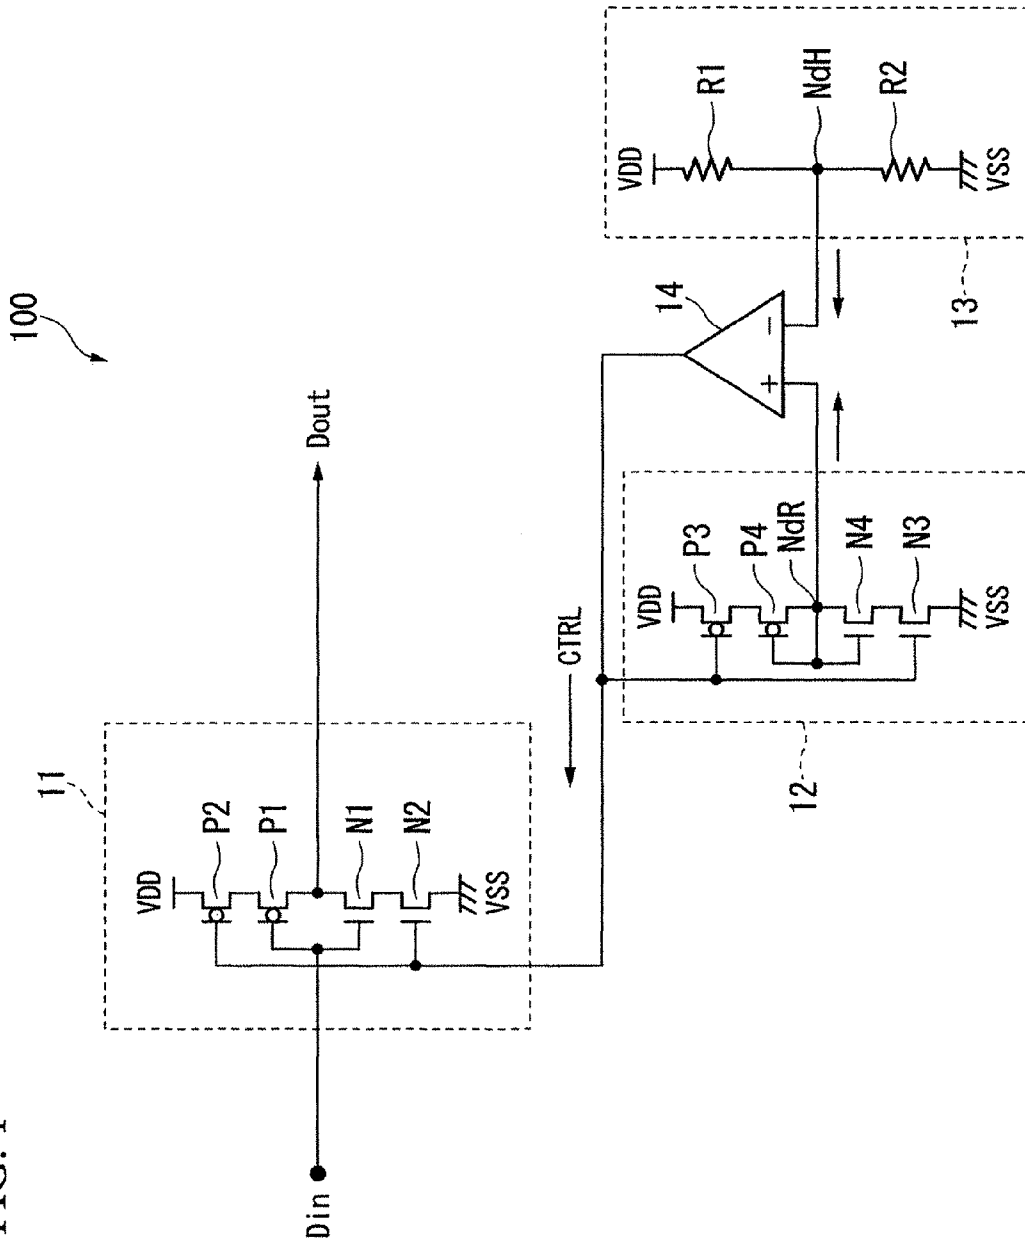 FIG. 1
100
11
VDD
P2
P1
N1
N2
VSS
Din
Dout
CTRL
12
VDD
P3
P4
NdR
N4
N3
VSS
14
+
−
13
VDD
R1
NdH
R2
VSS